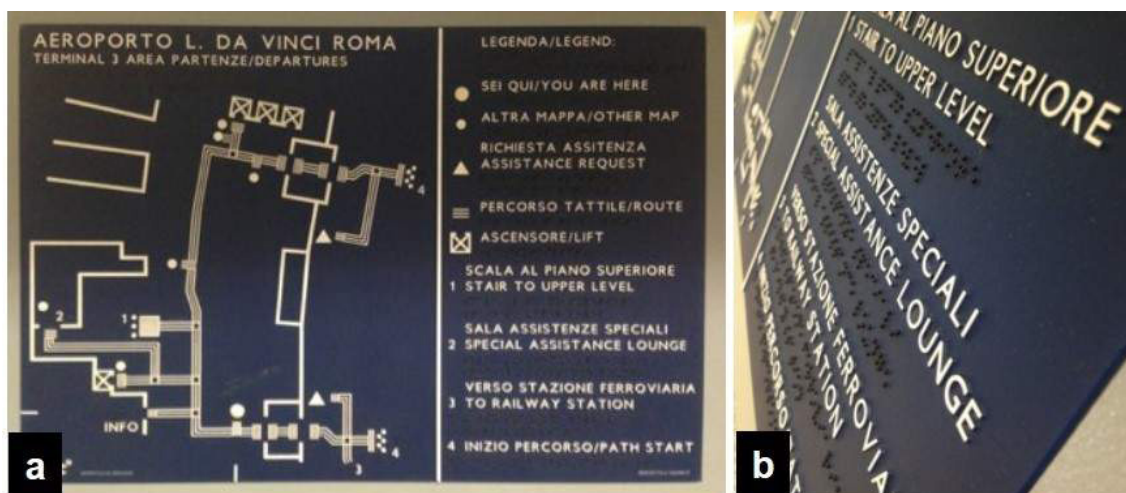 AEROPORTO L. DA VINCI ROMA
TERMINAL 3 AREA PARTENZE/DEPARTURES
4
2
1
INFO
4
3
LEGENDA/LEGEND:
SEI QUI/YOU ARE HERE
ALTRA MAPPA/OTHER MAP
RICHIESTA ASSITENZA
ASSISTANCE REQUEST
PERCORSO TATTILE/ROUTE
ASCENSORE/LIFT
SCALA AL PIANO SUPERIORE
1 STAIR TO UPPER LEVEL
SALA ASSISTENZE SPECIALI
2 SPECIAL ASSISTANCE LOUNGE
VERSO STAZIONE FERROVIARIA
3 TO RAILWAY STATION
4 INIZIO PERCORSO/PATH START
a
AL PIANO SUPERIORE
1 STAIR TO UPPER LEVEL
SALA ASSISTENZE SPECIALI
2 SPECIAL ASSISTANCE LOUNGE
VERSO STAZIONE FERROVIA
3 TO RAILWAY STATION
INIZIO PERCORSO
b